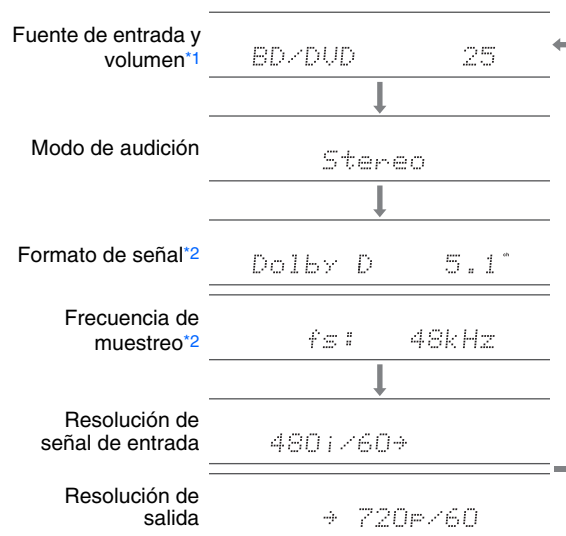 Fuente de entrada y
volumen*1
BD/DVD 25
Modo de audición
Stereo
Formato de señal*2
Dolby D 5.1ᶜʰ
Frecuencia de
muestreo*2
fs: 48kHz
Resolución de
señal de entrada
480i/60→
Resolución de
salida
→ 720p/60